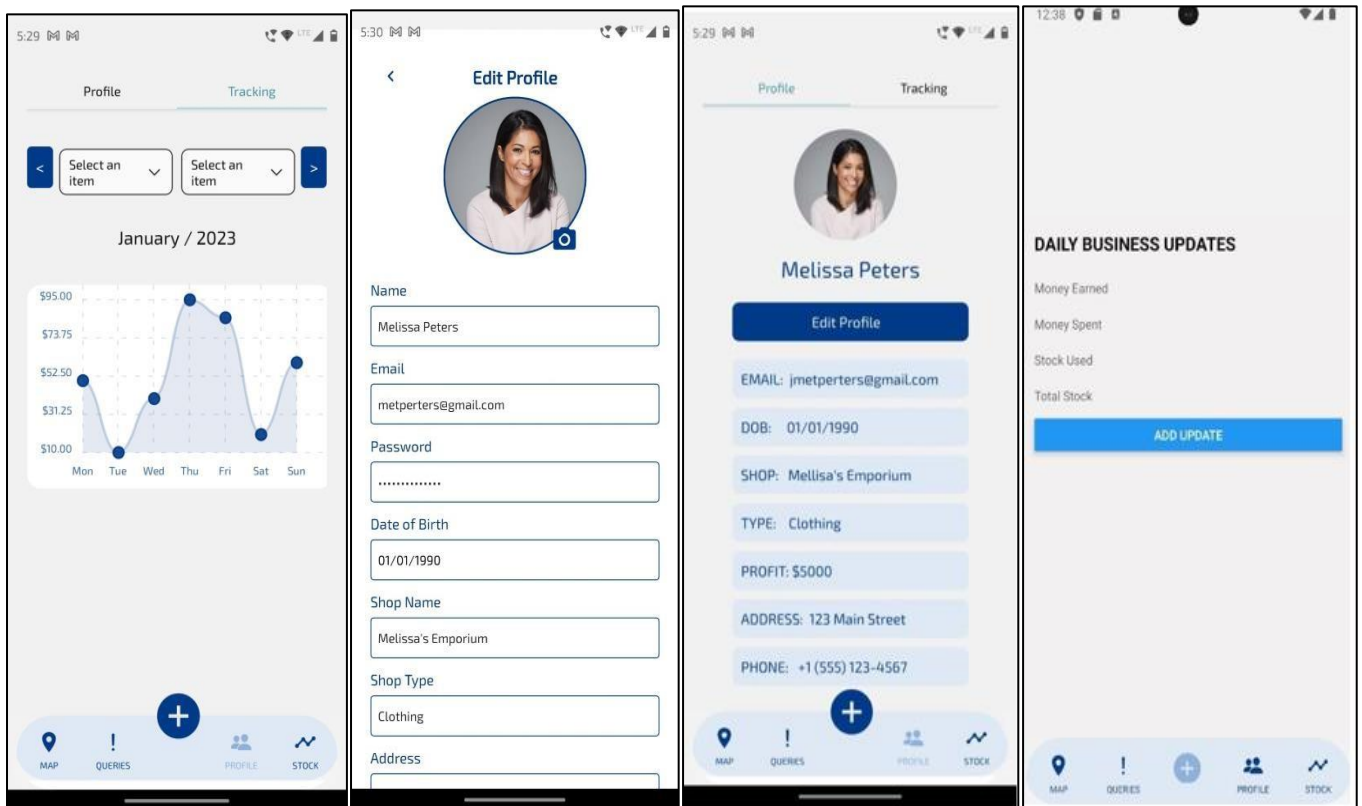 5:29
LTE
Profile
Tracking
<
Select an
item
Select an
item
>
January / 2023
$95.00
$73.75
$52.50
$31.25
$10.00
Mon Tue Wed Thu Fri Sat Sun
+
MAP
!
QUERIES
PROFILE
STOCK
5:30
LTE
<
Edit Profile
Name
Melissa Peters
Email
metperters@gmail.com
Password
••••••••••••••
Date of Birth
01/01/1990
Shop Name
Melissa's Emporium
Shop Type
Clothing
Address
5:29
LTE
Profile
Tracking
Melissa Peters
Edit Profile
EMAIL: jmetperters@gmail.com
DOB: 01/01/1990
SHOP: Mellisa's Emporium
TYPE: Clothing
PROFIT: $5000
ADDRESS: 123 Main Street
PHONE: +1 (555) 123-4567
+
MAP
!
QUERIES
PROFILE
STOCK
12:38
DAILY BUSINESS UPDATES
Money Earned
Money Spent
Stock Used
Total Stock
ADD UPDATE
MAP
!
QUERIES
+
PROFILE
STOCK